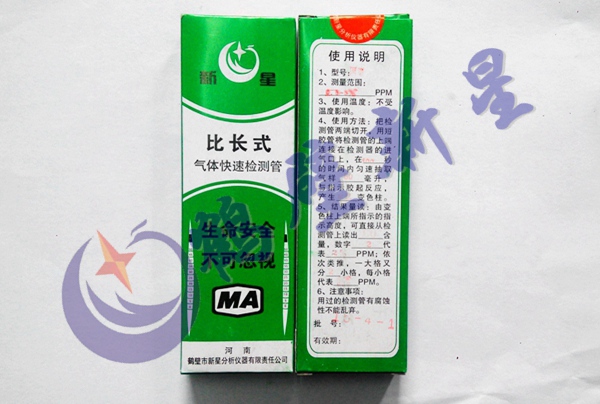 新 星
比长式
气体快速检测管
生命安全
不可忽视
MA
河 南
鹤壁市新星分析仪器有限责任公司
使用说明
1、型号:
2、测量范围:
PPM
3、使用温度：不受
温度影响。
4、使用方法：把检
测管两端切开，用短
胶管将检测管的上端
连接在检测器的进
气口上，在 秒
的时间内匀速抽取
气样 毫升，
待指示胶起反应，
产生 变色柱。
5、结果量读：由变
色柱上端所指示的指
示高度，可直接从检
测管上读出 含
量，数字 代
表 PPM；依
次类推，一大格又
分 小格，每小格
代表 PPM。
6、注意事项：
用过的检测管有腐蚀
性不能乱弃。
批 号:
有效期:
鹤壁新星